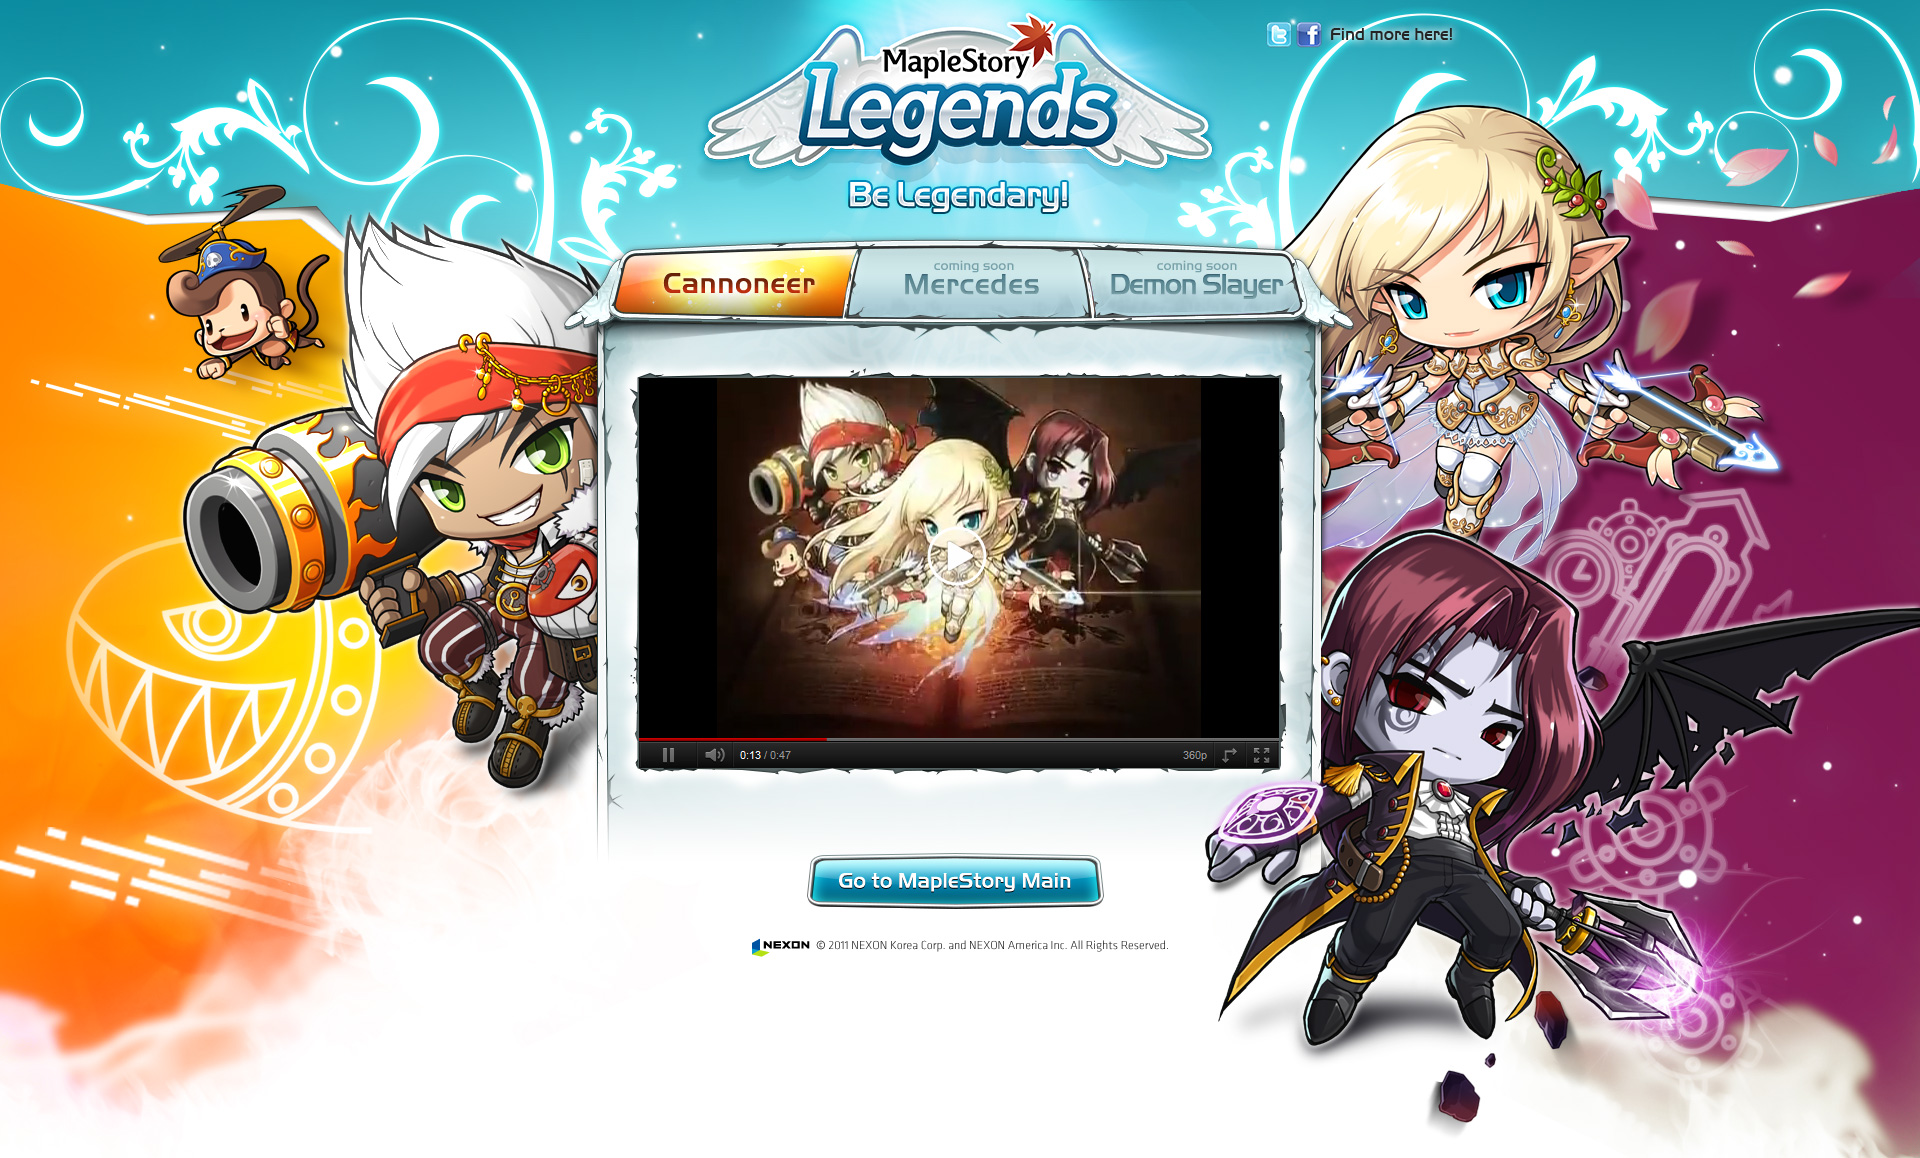 Find more here!
MapleStory
Legends
Be Legendary!
Cannoneer
coming soon
Mercedes
coming soon
Demon Slayer
0:13 / 0:47
360p
Go to MapleStory Main
NEXON © 2011 NEXON Korea Corp. and NEXON America Inc. All Rights Reserved.